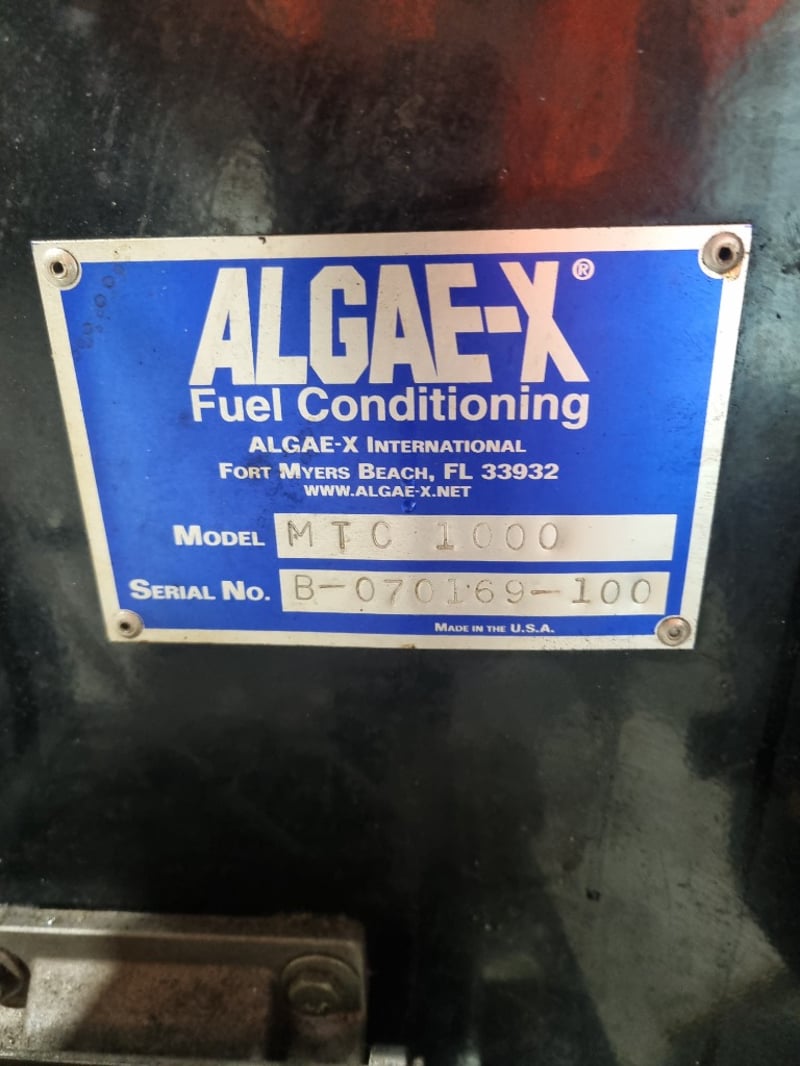 ALGAE-X®
Fuel Conditioning
ALGAE-X INTERNATIONAL
FORT MYERS BEACH, FL 33932
WWW.ALGAE-X.NET
MODEL MTC 1000
SERIAL NO. B-070169-100
MADE IN THE U.S.A.